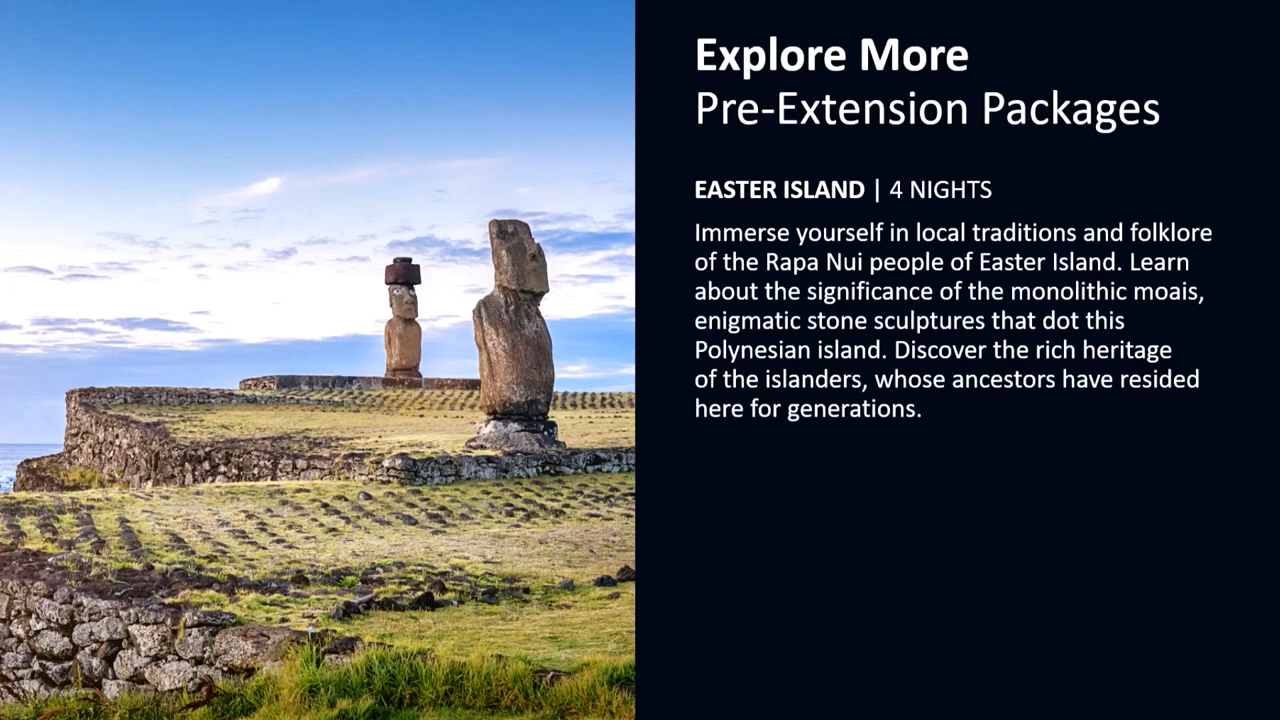 Explore More
Pre-Extension Packages
EASTER ISLAND | 4 NIGHTS
Immerse yourself in local traditions and folklore
of the Rapa Nui people of Easter Island. Learn
about the significance of the monolithic moais,
enigmatic stone sculptures that dot this
Polynesian island. Discover the rich heritage
of the islanders, whose ancestors have resided
here for generations.